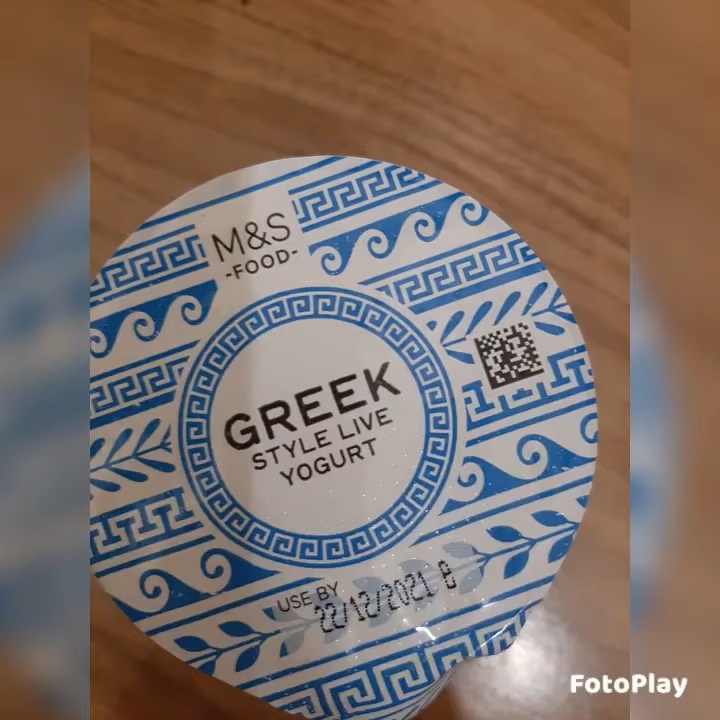 M&S
-FOOD-
GREEK
STYLE LIVE
YOGURT
USE BY
22/12/2021 B
FotoPlay